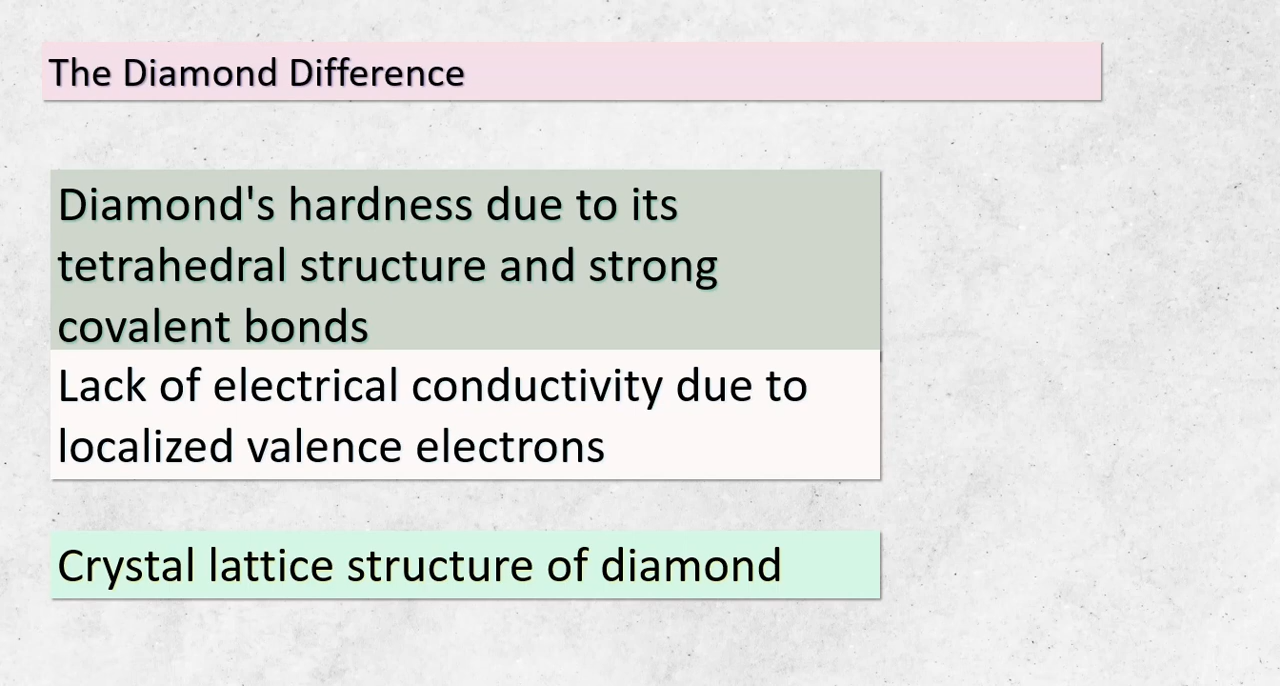 The Diamond Difference
Diamond's hardness due to its
tetrahedral structure and strong
covalent bonds
Lack of electrical conductivity due to
localized valence electrons
Crystal lattice structure of diamond